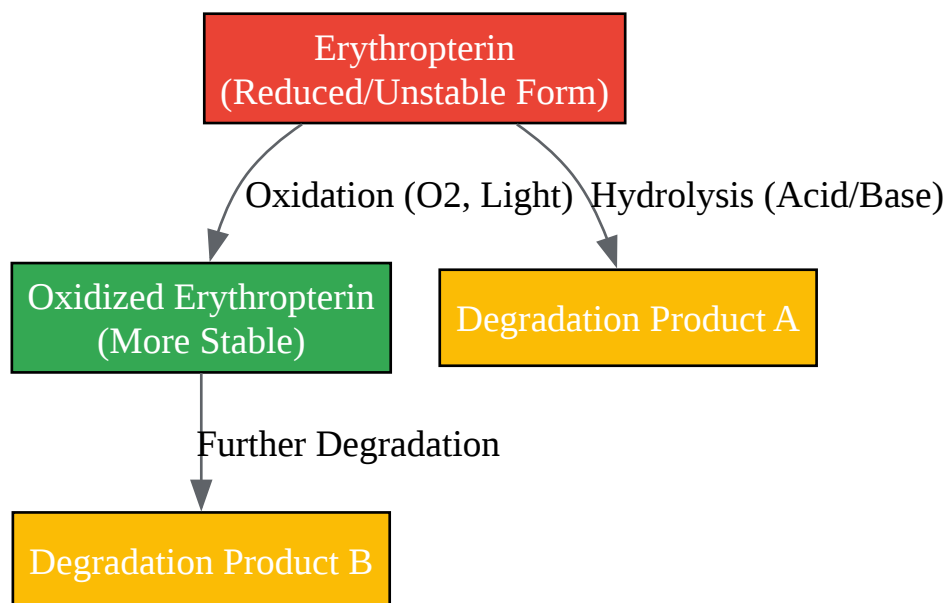 Erythropterin
(Reduced/Unstable Form)
Oxidation (O2, Light)
Hydrolysis (Acid/Base)
Oxidized Erythropterin
(More Stable)
Degradation Product A
Further Degradation
Degradation Product B